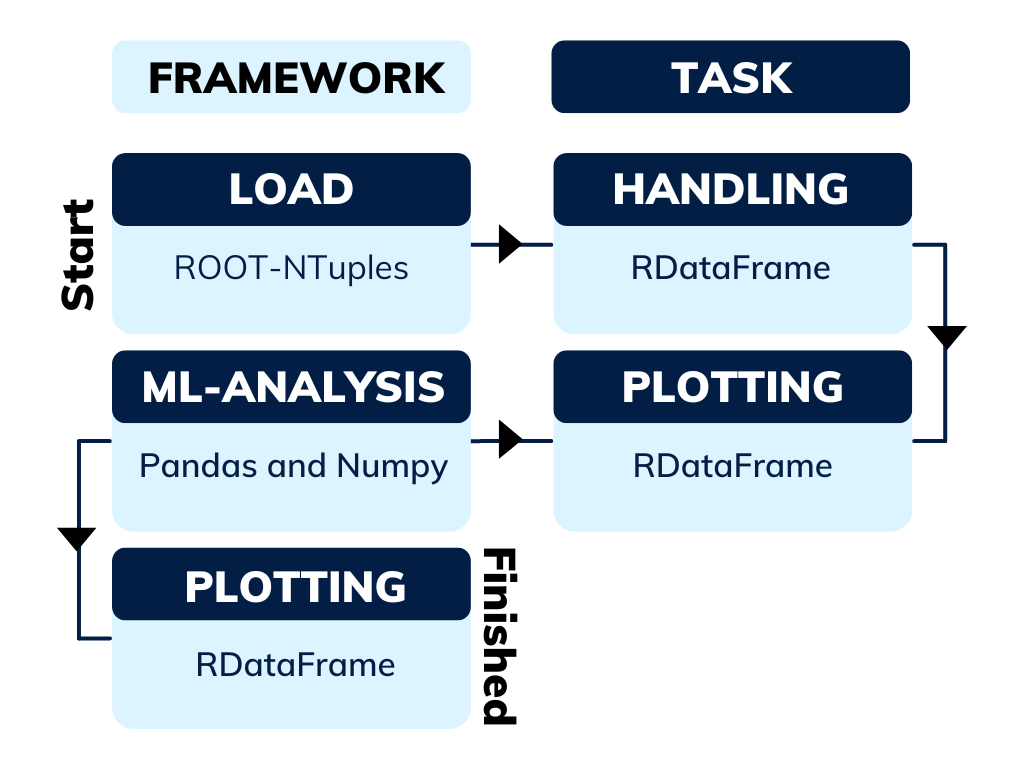 FRAMEWORK
TASK
Start
LOAD
ROOT-NTuples
HANDLING
RDataFrame
ML-ANALYSIS
Pandas and Numpy
PLOTTING
RDataFrame
PLOTTING
RDataFrame
Finished